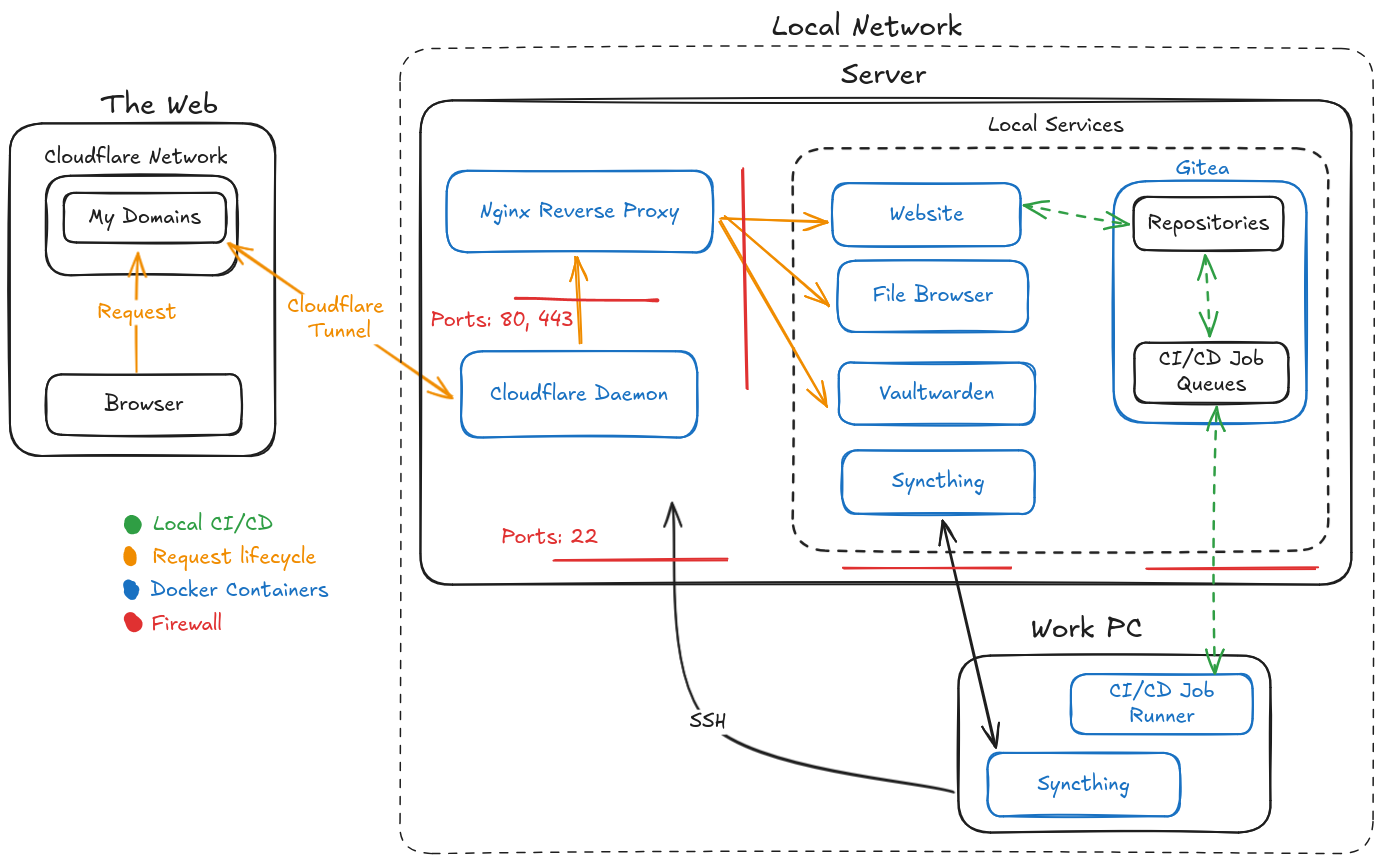 Local Network
Server
The Web
Local Services
Cloudflare Network
My Domains
Request
Browser
Cloudflare
Tunnel
Nginx Reverse Proxy
Ports: 80, 443
Cloudflare Daemon
Website
File Browser
Vaultwarden
Syncthing
Gitea
Repositories
CI/CD Job
Queues
Ports: 22
Local CI/CD
Request lifecycle
Docker Containers
Firewall
SSH
Work PC
CI/CD Job
Runner
Syncthing